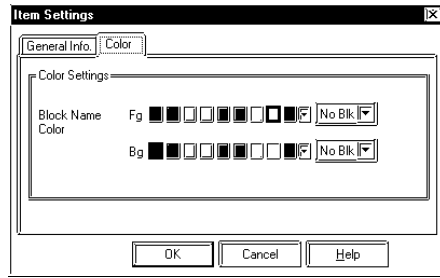 Item Settings
General Info. Color
Color Settings
Block Name Color
Fg No Blk
Bg No Blk
OK Cancel Help